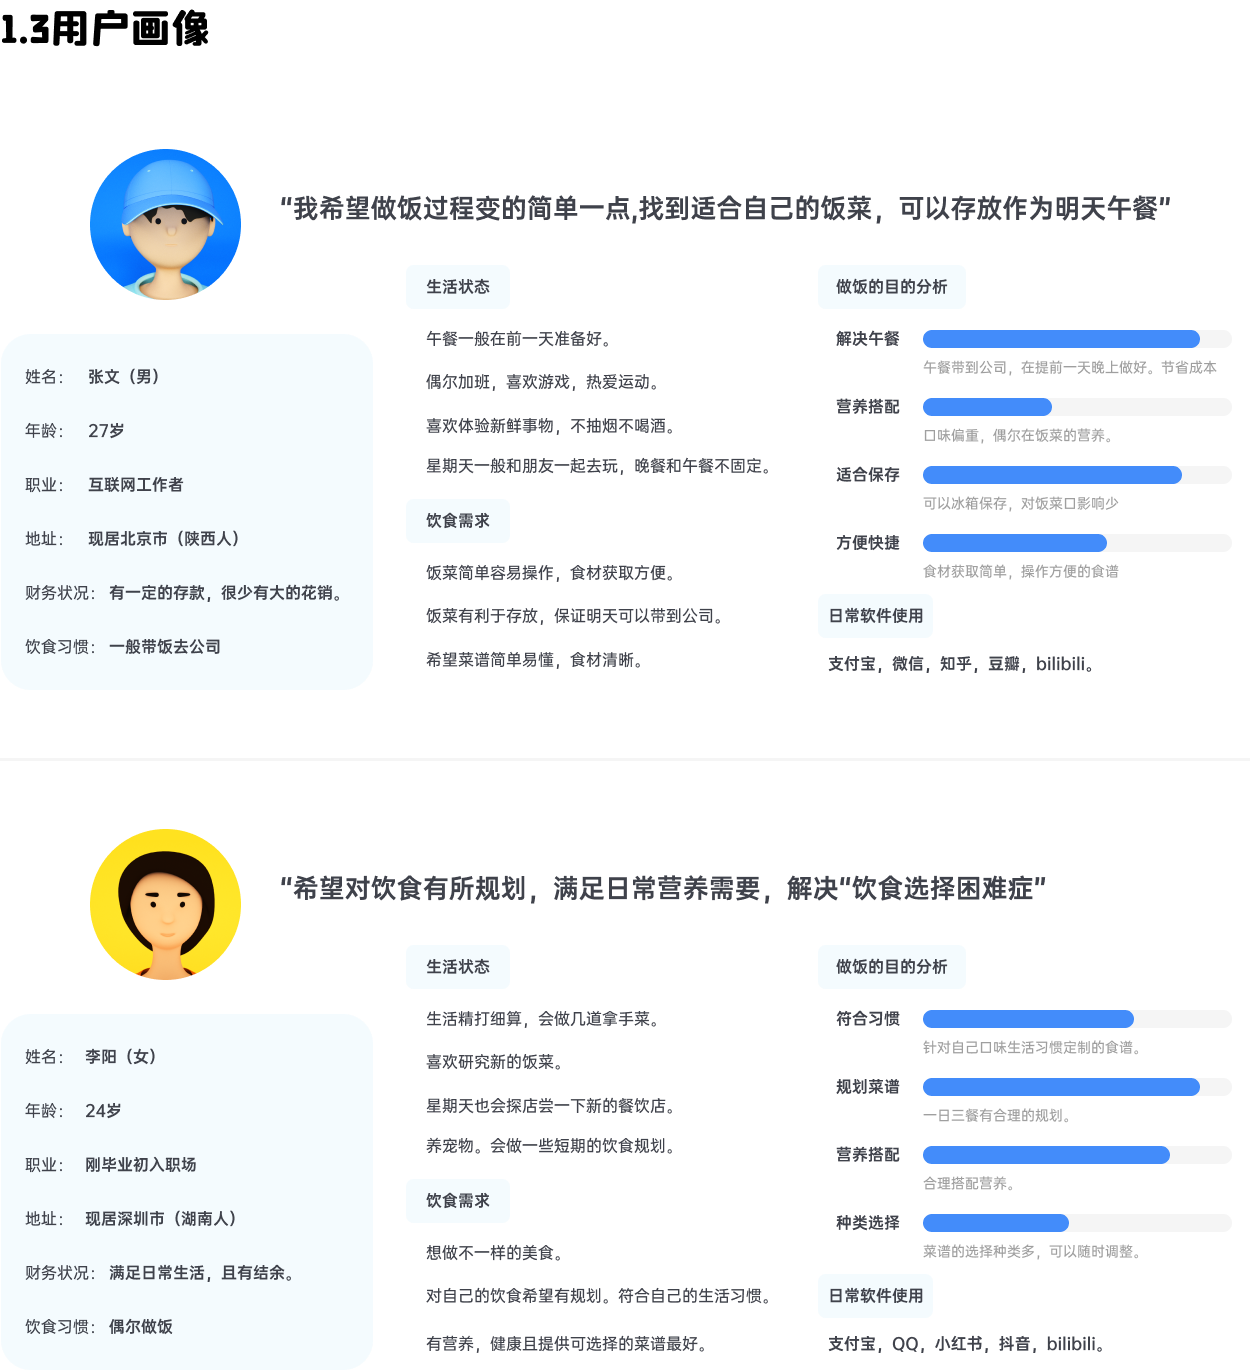 1.3用户画像
“我希望做饭过程变的简单一点,找到适合自己的饭菜，可以存放作为明天午餐”
姓名： 张文（男）
年龄： 27岁
职业： 互联网工作者
地址： 现居北京市（陕西人）
财务状况： 有一定的存款，很少有大的花销。
饮食习惯： 一般带饭去公司
生活状态
午餐一般在前一天准备好。
偶尔加班，喜欢游戏，热爱运动。
喜欢体验新鲜事物，不抽烟不喝酒。
星期天一般和朋友一起去玩，晚餐和午餐不固定。
饮食需求
饭菜简单容易操作，食材获取方便。
饭菜有利于存放，保证明天可以带到公司。
希望菜谱简单易懂，食材清晰。
做饭的目的分析
解决午餐
午餐带到公司，在提前一天晚上做好。节省成本
营养搭配
口味偏重，偶尔在饭菜的营养。
适合保存
可以冰箱保存，对饭菜口影响少
方便快捷
食材获取简单，操作方便的食谱
日常软件使用
支付宝，微信，知乎，豆瓣，bilibili。
“希望对饮食有所规划，满足日常营养需要，解决“饮食选择困难症”
姓名： 李阳（女）
年龄： 24岁
职业： 刚毕业初入职场
地址： 现居深圳市（湖南人）
财务状况： 满足日常生活，且有结余。
饮食习惯： 偶尔做饭
生活状态
生活精打细算，会做几道拿手菜。
喜欢研究新的饭菜。
星期天也会探店尝一下新的餐饮店。
养宠物。会做一些短期的饮食规划。
饮食需求
想做不一样的美食。
对自己的饮食希望有规划。符合自己的生活习惯。
有营养，健康且提供可选择的菜谱最好。
做饭的目的分析
符合习惯
针对自己口味生活习惯定制的食谱。
规划菜谱
一日三餐有合理的规划。
营养搭配
合理搭配营养。
种类选择
菜谱的选择种类多，可以随时调整。
日常软件使用
支付宝，QQ，小红书，抖音，bilibili。